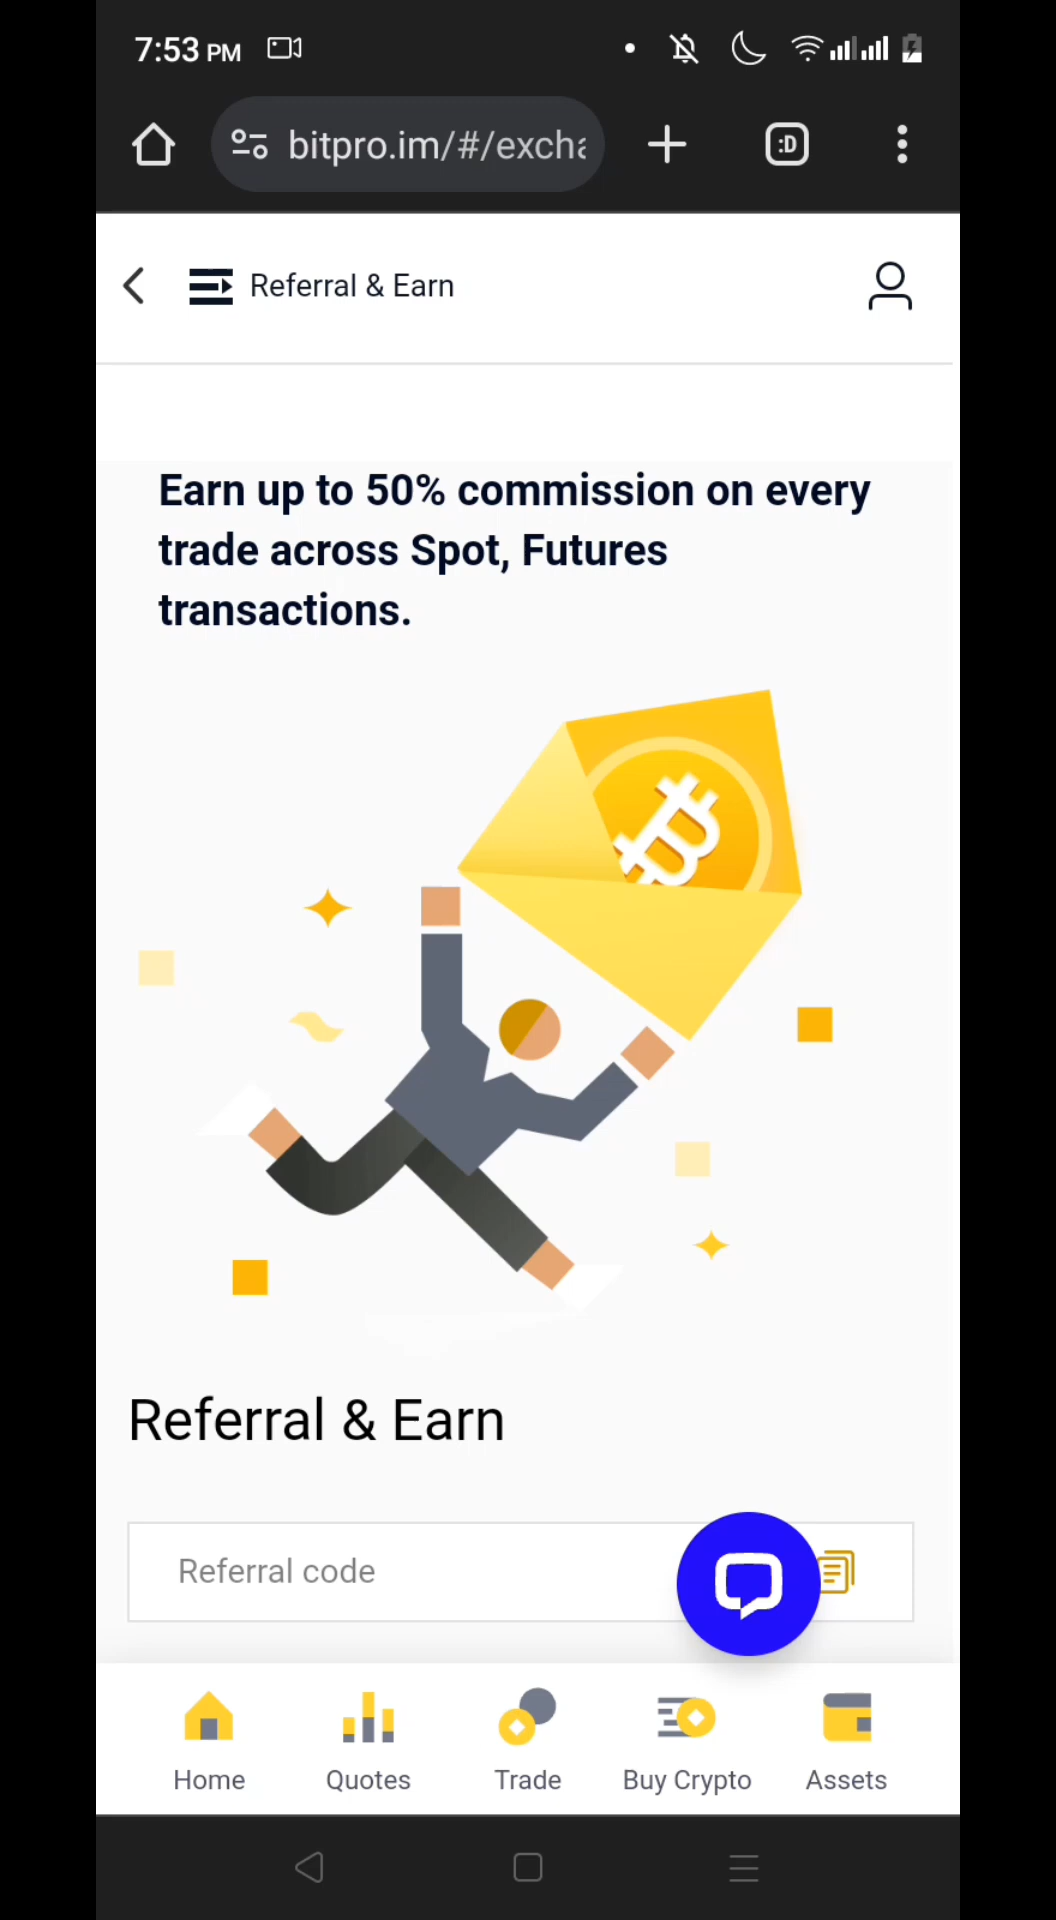 7:53 PM
bitpro.im/#/excha
:D
Referral & Earn
Earn up to 50% commission on every
trade across Spot, Futures
transactions.
Referral & Earn
Referral code
Home
Quotes
Trade
Buy Crypto
Assets